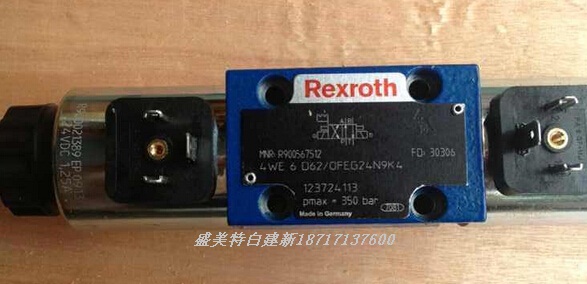 Rexroth
MNR: R900567512
FD: 30306
4WE 6 D62/OFEG24N9K4
123724113
pmax = 350 bar
7081
Made in Germany
24VDC 1,25A
盛美特白建新18717137600